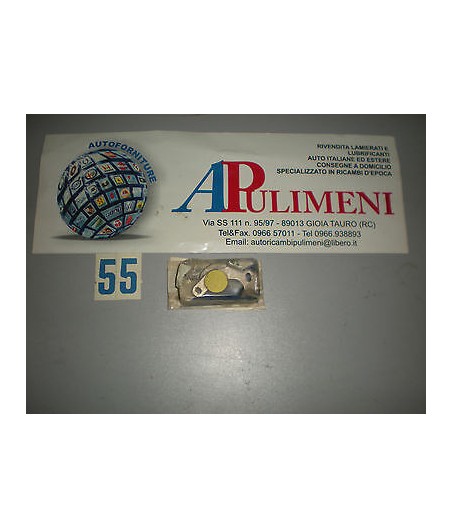 AUTOFORNITURE
APULIMENI
RIVENDITA LAMIERATI E
LUBRIFICANTI
AUTO ITALIANE ED ESTERE
CONSEGNE A DOMICILIO
SPECIALIZZATO IN RICAMBI D'EPOCA
Via SS 111 n. 95/97 - 89013 GIOIA TAURO (RC)
Tel&Fax. 0966 57011 - Tel 0966.938893
Email: autoricambipulimeni@libero.it
55